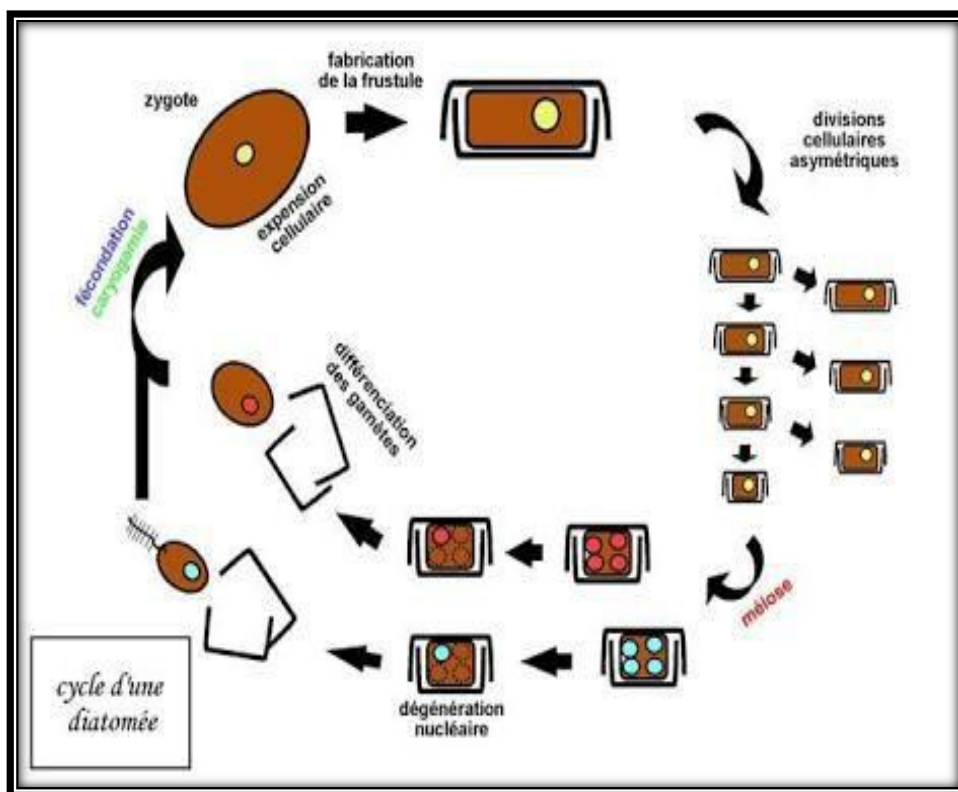 fabrication
de la frustule
zygote
divisions
cellulaires
asymétriques
expension
cellulaire
fécondation
caryogamie
différenciation
des gamètes
méiose
dégénération
nucléaire
cycle d'une
diatomée